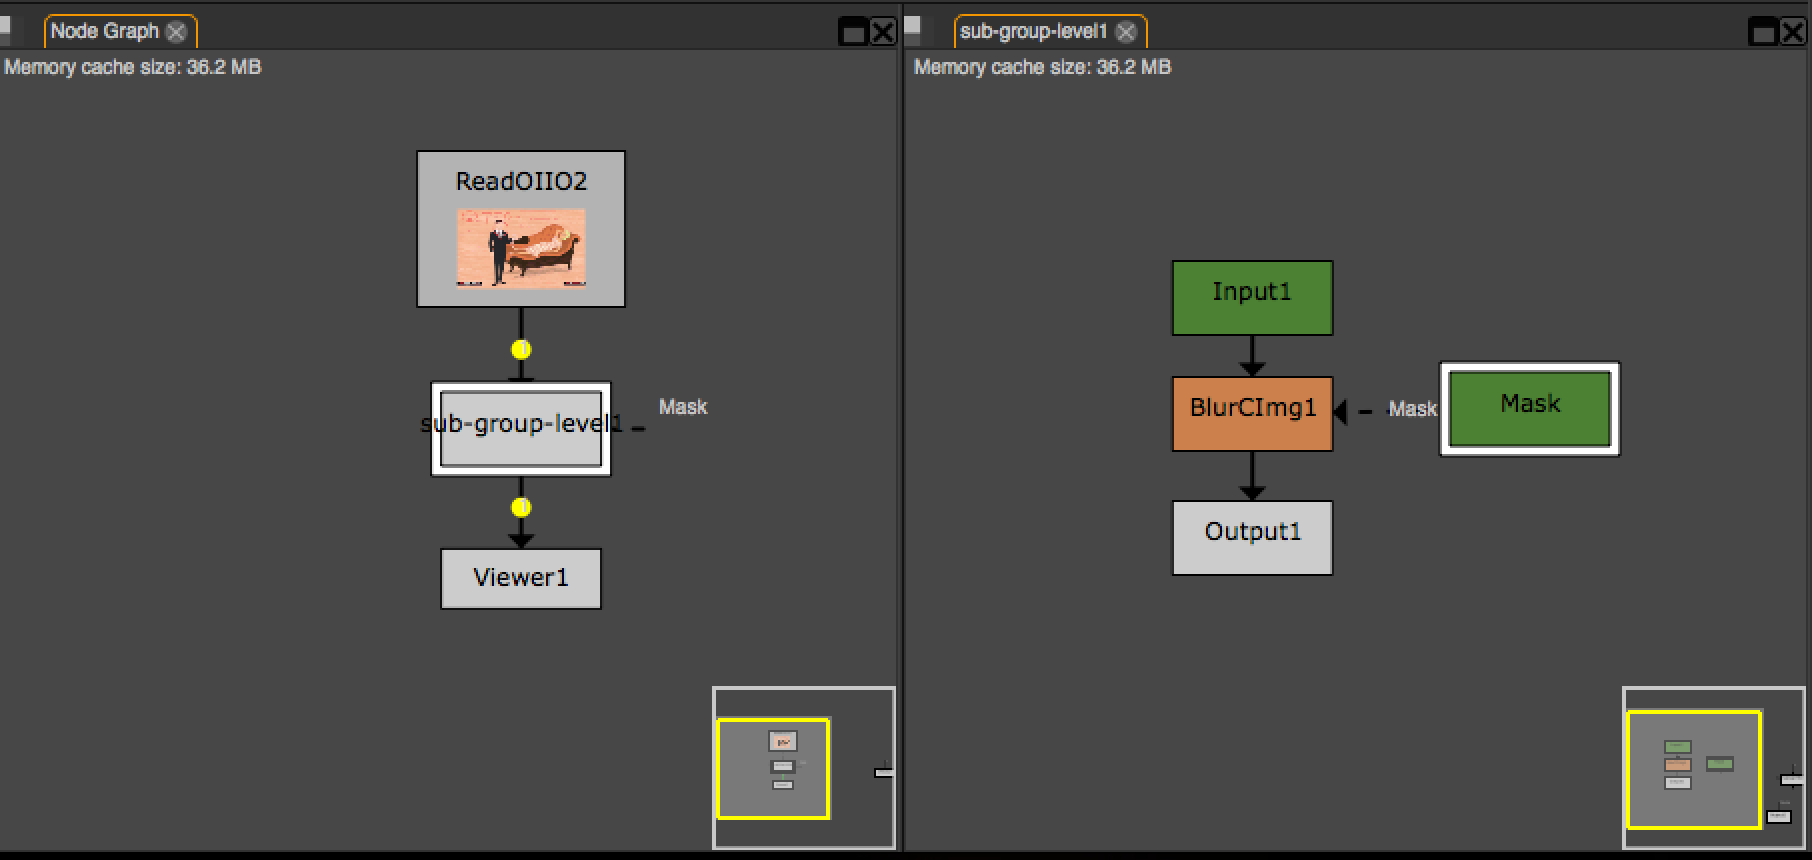 Node Graph
Memory cache size: 36.2 MB
ReadOIIO2
sub-group-level1
Mask
Viewer1
sub-group-level1
Memory cache size: 36.2 MB
Input1
BlurCImg1
Mask
Mask
Output1